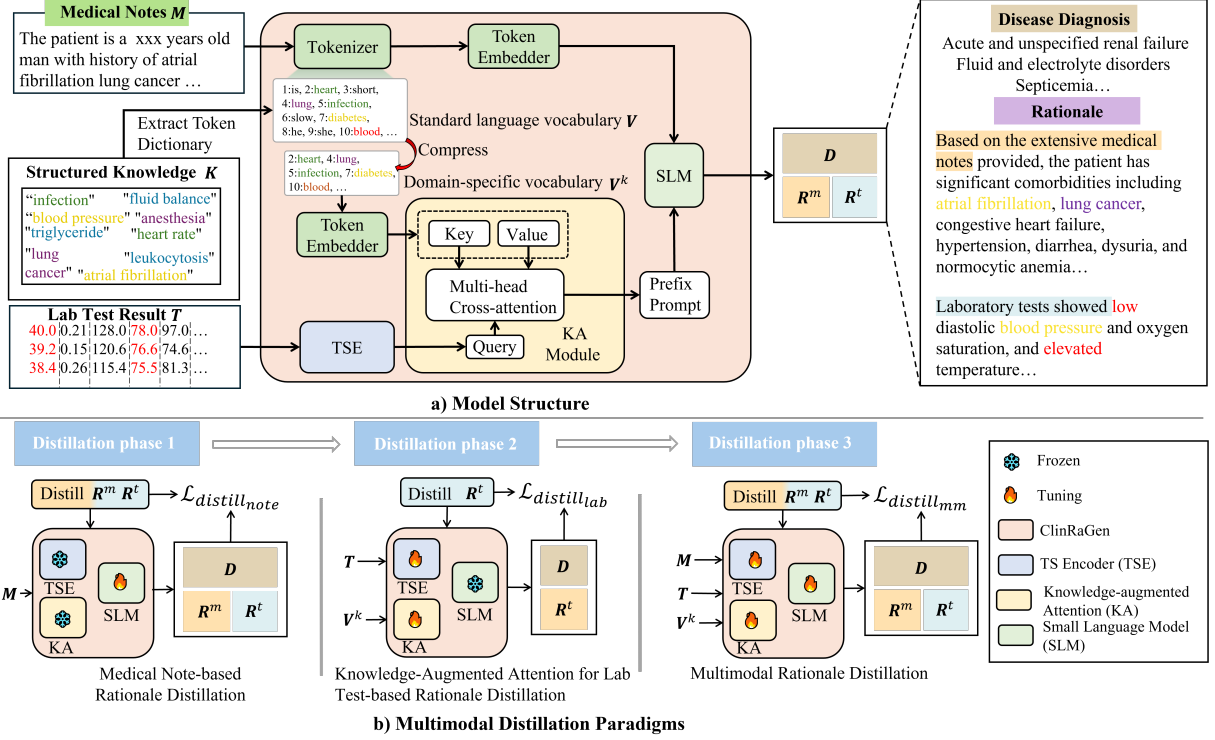 Medical Notes M
The patient is a xxx years old
man with history of atrial
fibrillation lung cancer …
Extract Token
Dictionary
Structured Knowledge K
“infection" "fluid balance"
“blood pressure" "anesthesia"
"triglyceride" "heart rate"
"lung
cancer" "leukocytosis"
"atrial fibrillation"
Lab Test Result T
40.0 0.21 128.0 78.0 97.0 …
39.2 0.15 120.6 76.6 74.6 …
38.4 0.26 115.4 75.5 81.3 …
Tokenizer
Token
Embedder
1:is, 2:heart, 3:short,
4:lung, 5:infection,
6:slow, 7:diabetes,
8:he, 9:she, 10:blood, …
Standard language vocabulary V
Compress
2:heart, 4:lung,
5:infection, 7:diabetes,
10:blood, …
Domain-specific vocabulary V^k
Token
Embedder
Key
Value
Multi-head
Cross-attention
Query
KA
Module
TSE
Prefix
Prompt
SLM
D
R^m R^t
Disease Diagnosis
Acute and unspecified renal failure
Fluid and electrolyte disorders
Septicemia…
Rationale
Based on the extensive medical
notes provided, the patient has
significant comorbidities including
atrial fibrillation, lung cancer,
congestive heart failure,
hypertension, diarrhea, dysuria, and
normocytic anemia…
Laboratory tests showed low
diastolic blood pressure and oxygen
saturation, and elevated
temperature…
a) Model Structure
Distillation phase 1
Distill R^m R^t
ℒ_distill_note
M
TSE
KA
SLM
D
R^m R^t
Medical Note-based
Rationale Distillation
Distillation phase 2
Distill R^t
ℒ_distill_lab
T
V^k
TSE
KA
SLM
D
R^t
Knowledge-Augmented Attention for Lab
Test-based Rationale Distillation
Distillation phase 3
Distill R^m R^t
ℒ_distill_mm
M
T
V^k
TSE
KA
SLM
D
R^m R^t
Multimodal Rationale Distillation
Frozen
Tuning
ClinRaGen
TS Encoder (TSE)
Knowledge-augmented
Attention (KA)
Small Language Model
(SLM)
b) Multimodal Distillation Paradigms